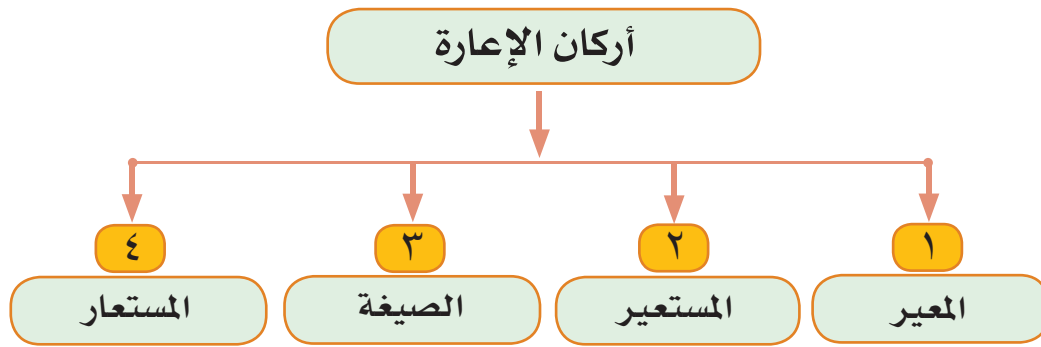 أركان الإعارة
١
٢
٣
٤
المعير
المستعير
الصيغة
المستعار